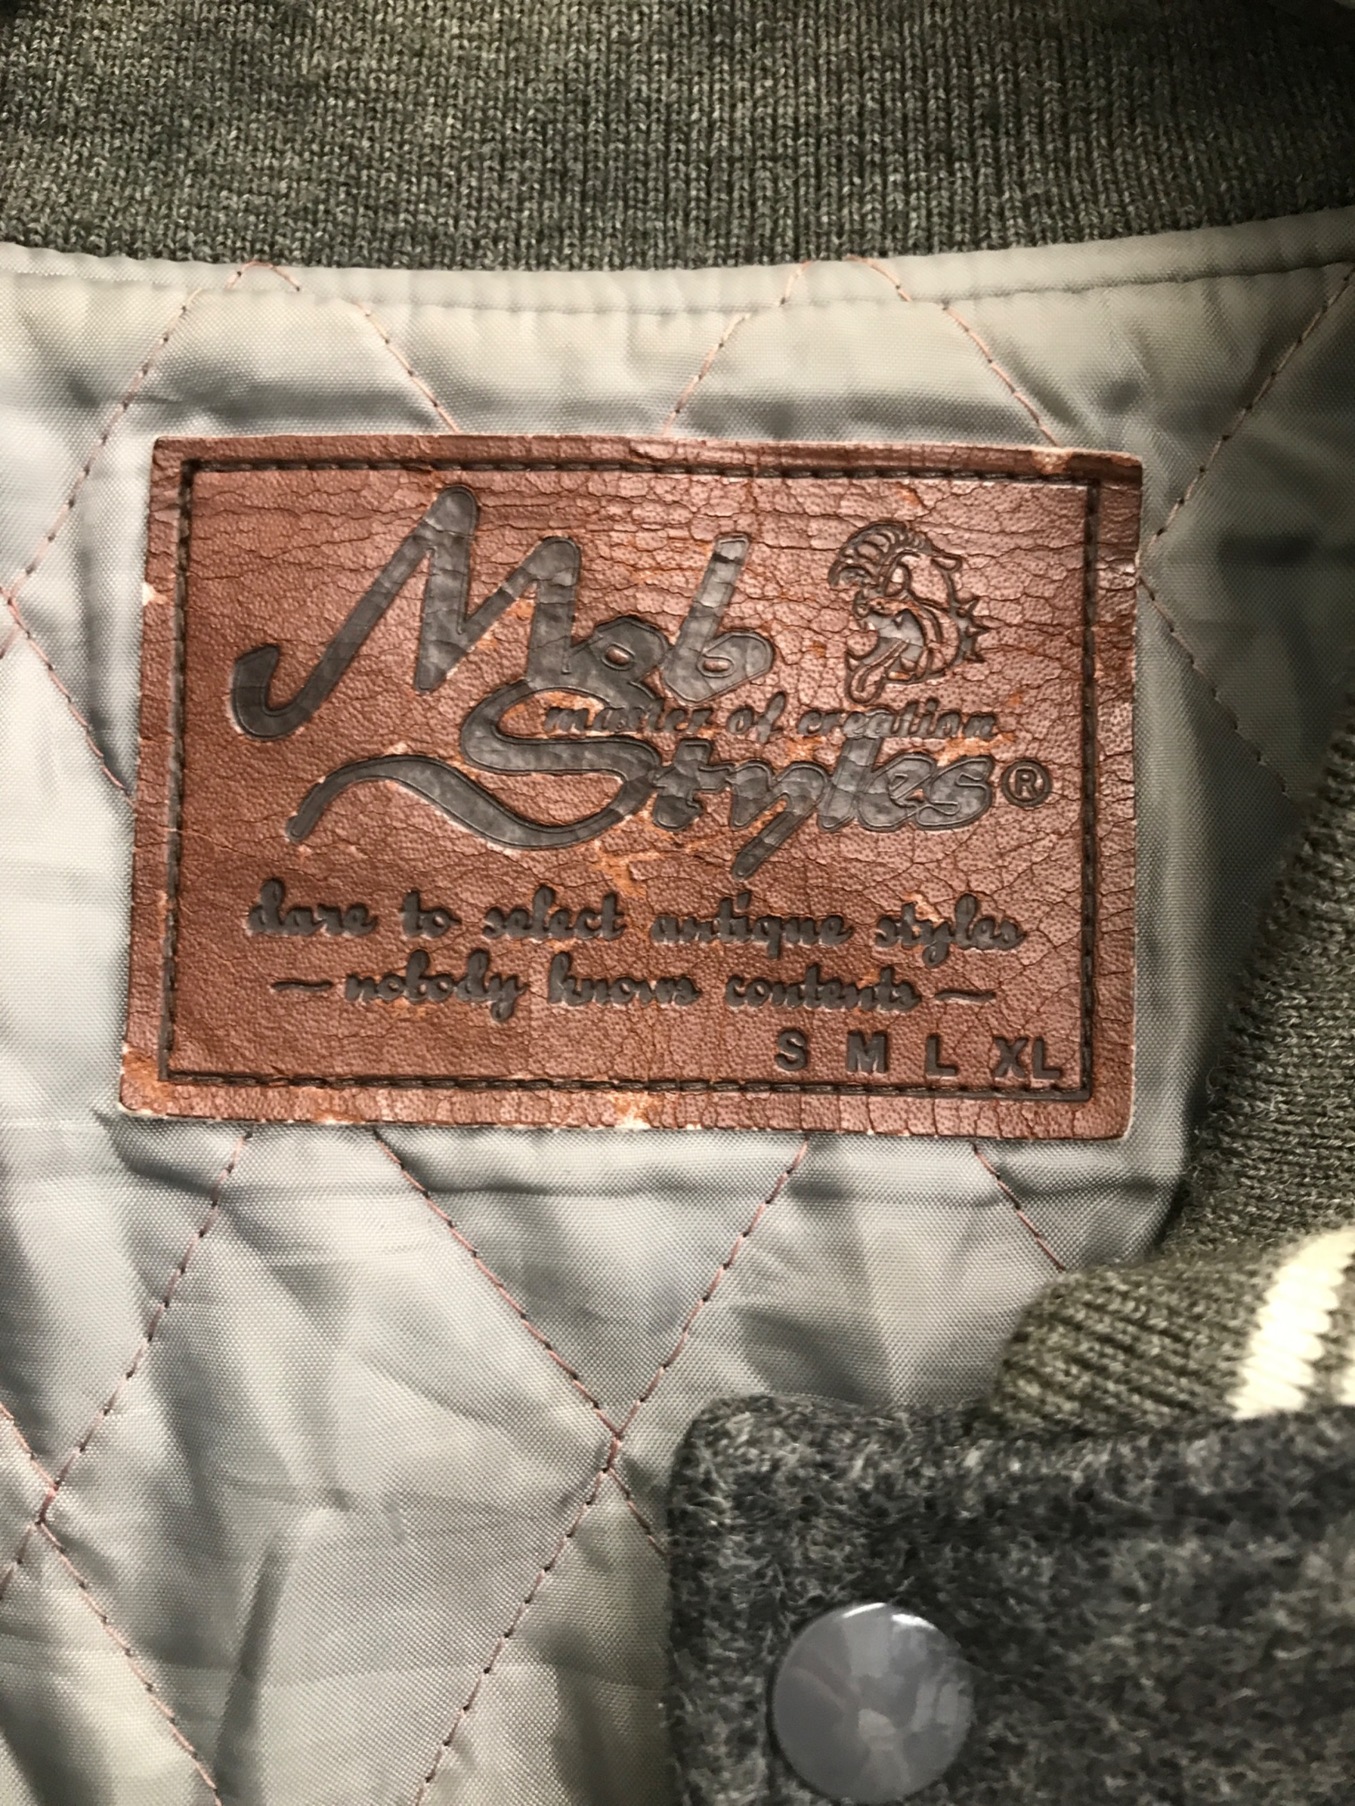 Mob
master of creation
Styles®
dare to select antique styles
— nobody knows contents —
S M L XL